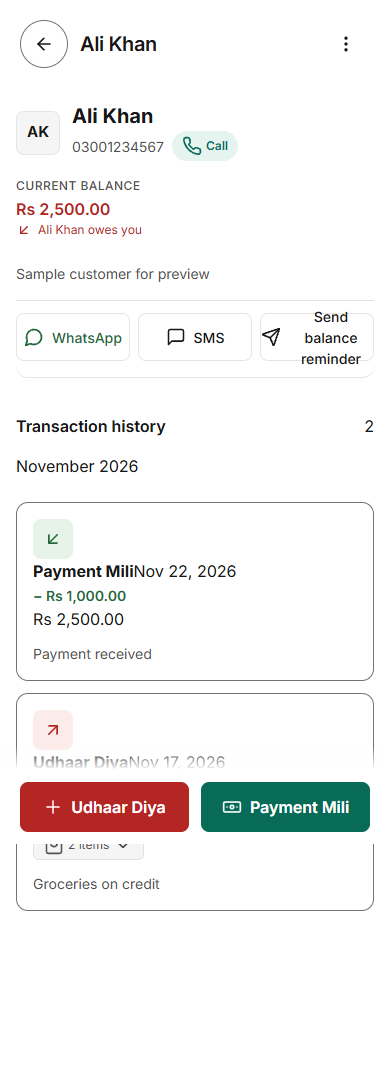 Ali Khan
AK
Ali Khan
03001234567
Call
CURRENT BALANCE
Rs 2,500.00
Ali Khan owes you
Sample customer for preview
WhatsApp
SMS
Send
balance
reminder
Transaction history
2
November 2026
Payment MiliNov 22, 2026
– Rs 1,000.00
Rs 2,500.00
Payment received
Udhaar DiyaNov 17, 2026
Udhaar Diya
Payment Mili
2 items
Groceries on credit